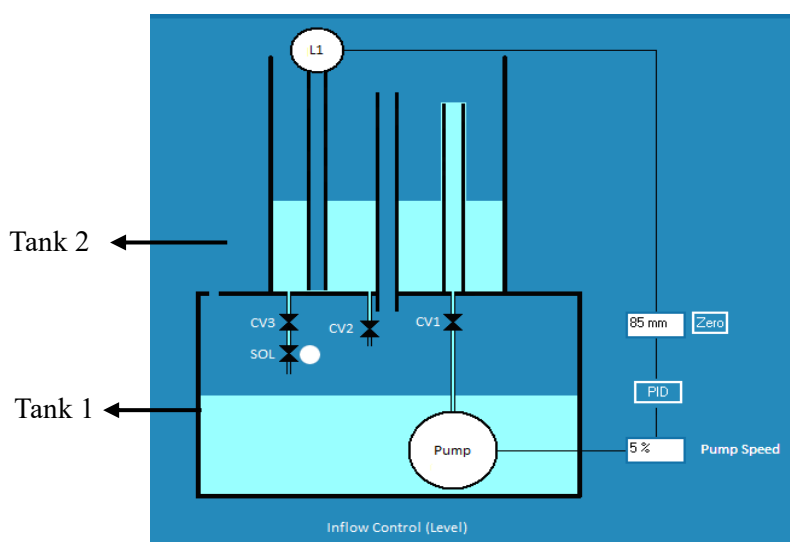 L1
Tank 2
CV3
CV2
CV1
85 mm
Zero
SOL
PID
Tank 1
Pump
5 %
Pump Speed
Inflow Control (Level)